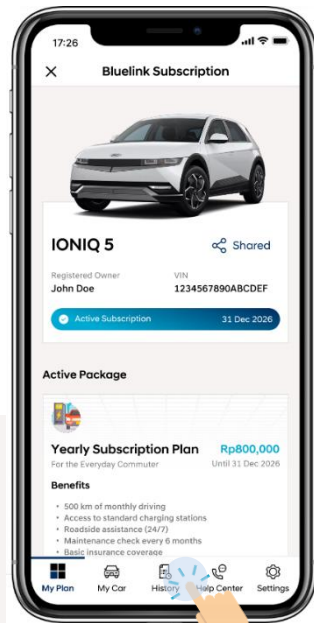 17:26
Bluelink Subscription
IONIQ 5
Shared
Registered Owner
VIN
John Doe
1234567890ABCDEF
Active Subscription
31 Dec 2026
Active Package
Yearly Subscription Plan
Rp800,000
For the Everyday Commuter
Until 31 Dec 2026
Benefits
• 500 km of monthly driving
• Access to standard charging stations
• Roadside assistance (24/7)
• Maintenance check every 6 months
• Basic insurance coverage
My Plan
My Car
History
Help Center
Settings